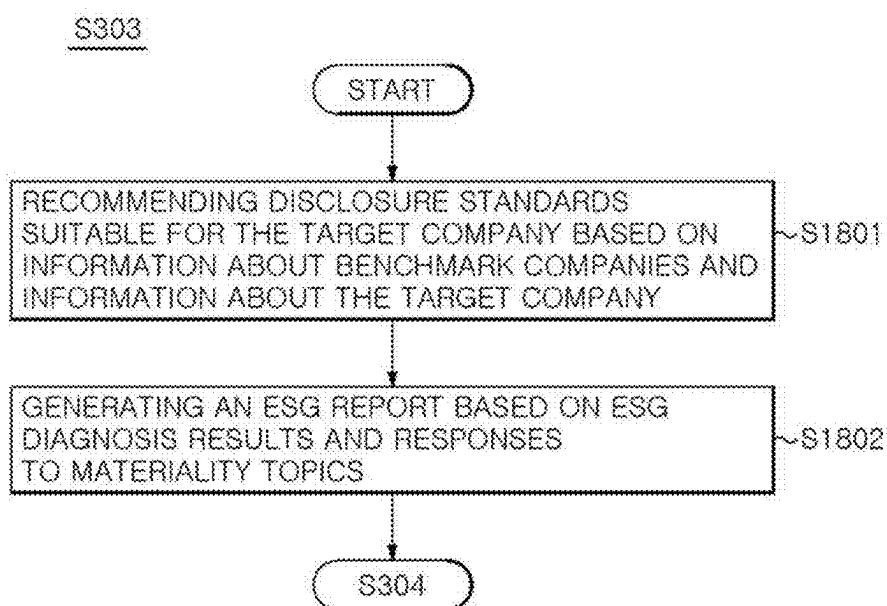 S303
START
RECOMMENDING DISCLOSURE STANDARDS
SUITABLE FOR THE TARGET COMPANY BASED ON
INFORMATION ABOUT BENCHMARK COMPANIES AND
INFORMATION ABOUT THE TARGET COMPANY
S1801
GENERATING AN ESG REPORT BASED ON ESG
DIAGNOSIS RESULTS AND RESPONSES
TO MATERIALITY TOPICS
S1802
S304